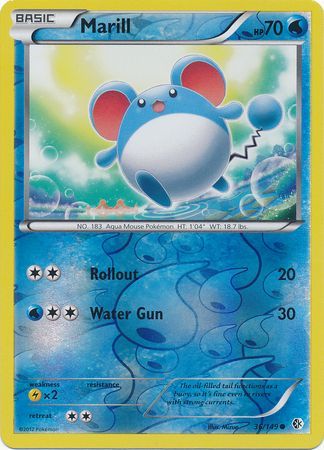 BASIC
Marill
HP70
NO. 183 Aqua Mouse Pokémon HT: 1'04" WT: 18.7 lbs.
Rollout 20
Water Gun 30
weakness
×2
resistance
The oil-filled tail functions as a
buoy, so it's fine even in rivers
with strong currents.
retreat
Illus. Mizue
36/149
©2012 Pokémon